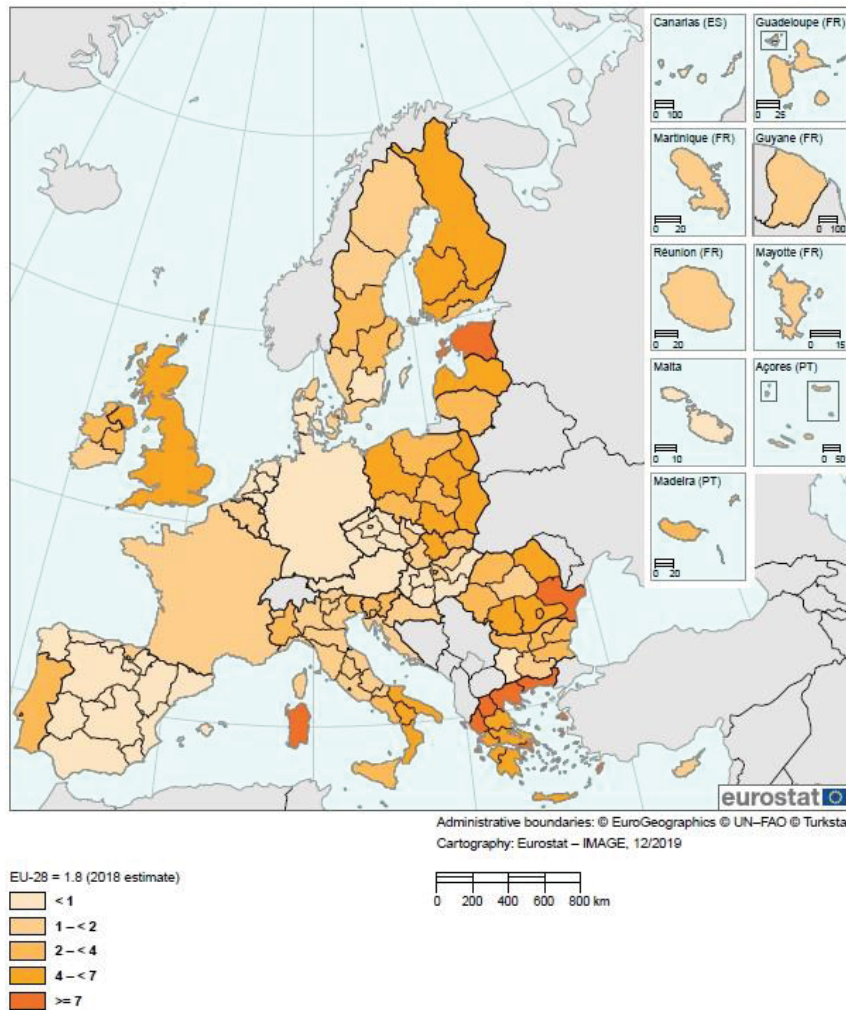 Canarias (ES)
0 100
Guadeloupe (FR)
0 25
Martinique (FR)
0 20
Guyane (FR)
0 100
Réunion (FR)
0 20
Mayotte (FR)
0 15
Malta
0 10
Açores (PT)
0 50
Madeira (PT)
0 20
eurostat
Administrative boundaries: © EuroGeographics © UN–FAO © Turksta
Cartography: Eurostat – IMAGE, 12/2019
EU-28 = 1.8 (2018 estimate)
< 1
1 – < 2
2 – < 4
4 – < 7
>= 7
0 200 400 600 800 km